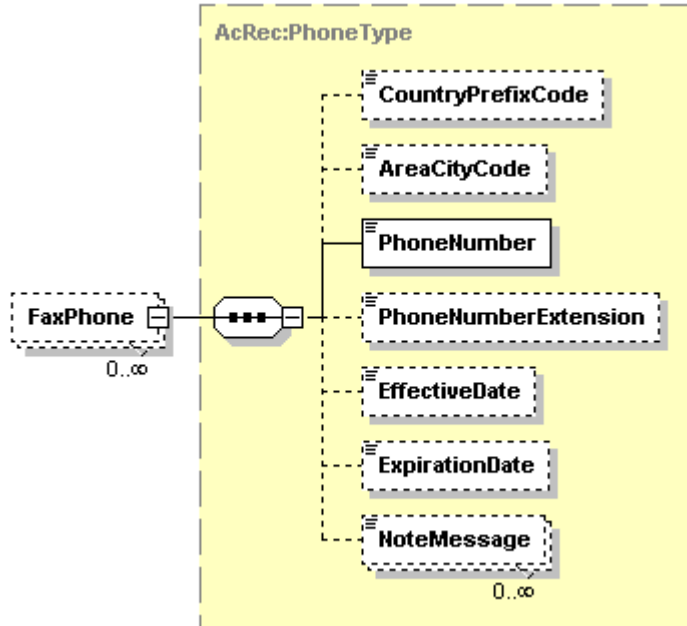 AcRec:PhoneType
CountryPrefixCode
AreaCityCode
PhoneNumber
FaxPhone
0..∞
PhoneNumberExtension
EffectiveDate
ExpirationDate
NoteMessage
0..∞